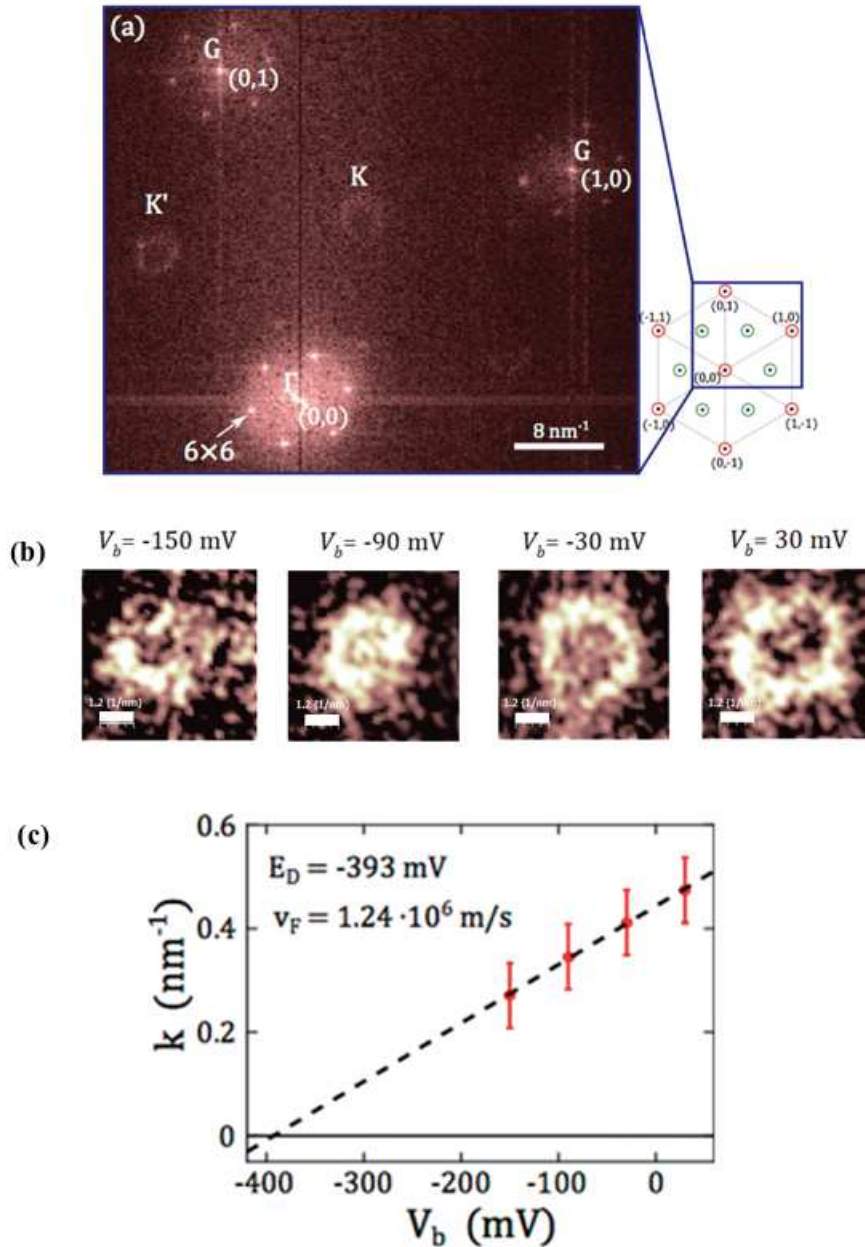 (a)
G
(0,1)
G
(1,0)
K
K'
Γ
(0,0)
6×6
8 nm⁻¹
(0,1)
(-1,1)
(1,0)
(0,0)
(-1,0)
(1,-1)
(0,-1)
(b)
V_b= -150 mV
V_b= -90 mV
V_b= -30 mV
V_b= 30 mV
1.2 (1/nm)
1.2 (1/nm)
1.2 (1/nm)
1.2 (1/nm)
(c)
0.6
E_D = -393 mV
v_F = 1.24 ·10⁶ m/s
0.4
k (nm⁻¹)
0.2
0
-400 -300 -200 -100 0
V_b (mV)